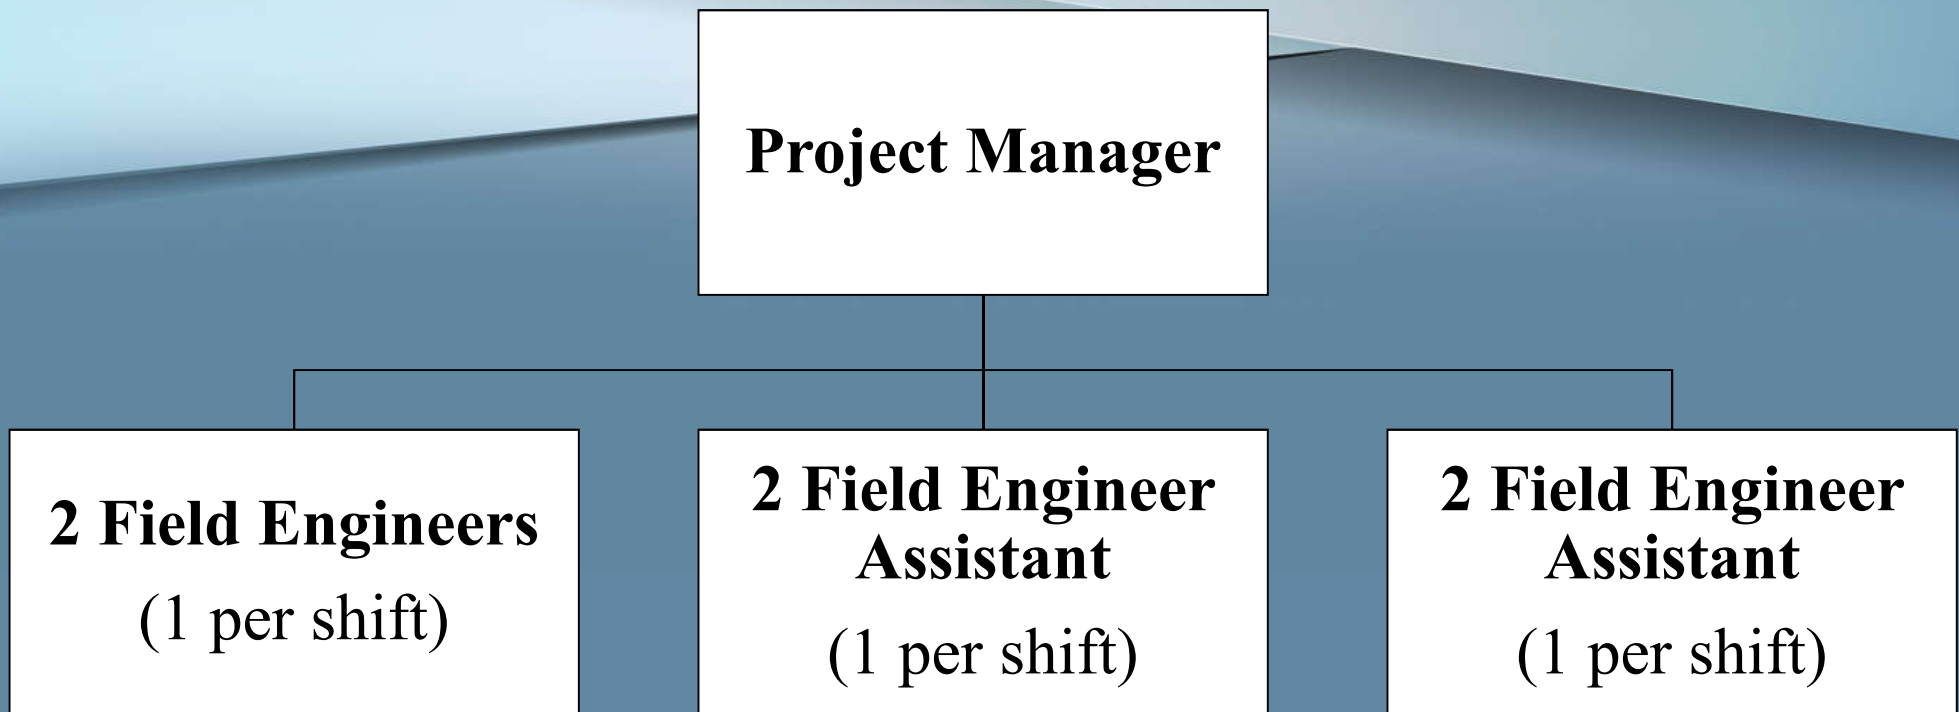 Project Manager
2 Field Engineers
(1 per shift)
2 Field Engineer
Assistant
(1 per shift)
2 Field Engineer
Assistant
(1 per shift)